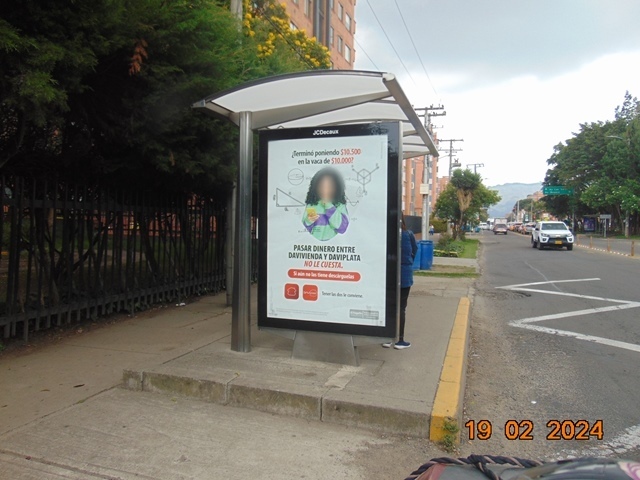 JCDecaux
¿Terminó poniendo $10.500
en la vaca de $10.000?
PASAR DINERO ENTRE
DAVIVIENDA Y DAVIPLATA
NO LE CUESTA.
Si aún no las tiene descárguelas
19 02 2024